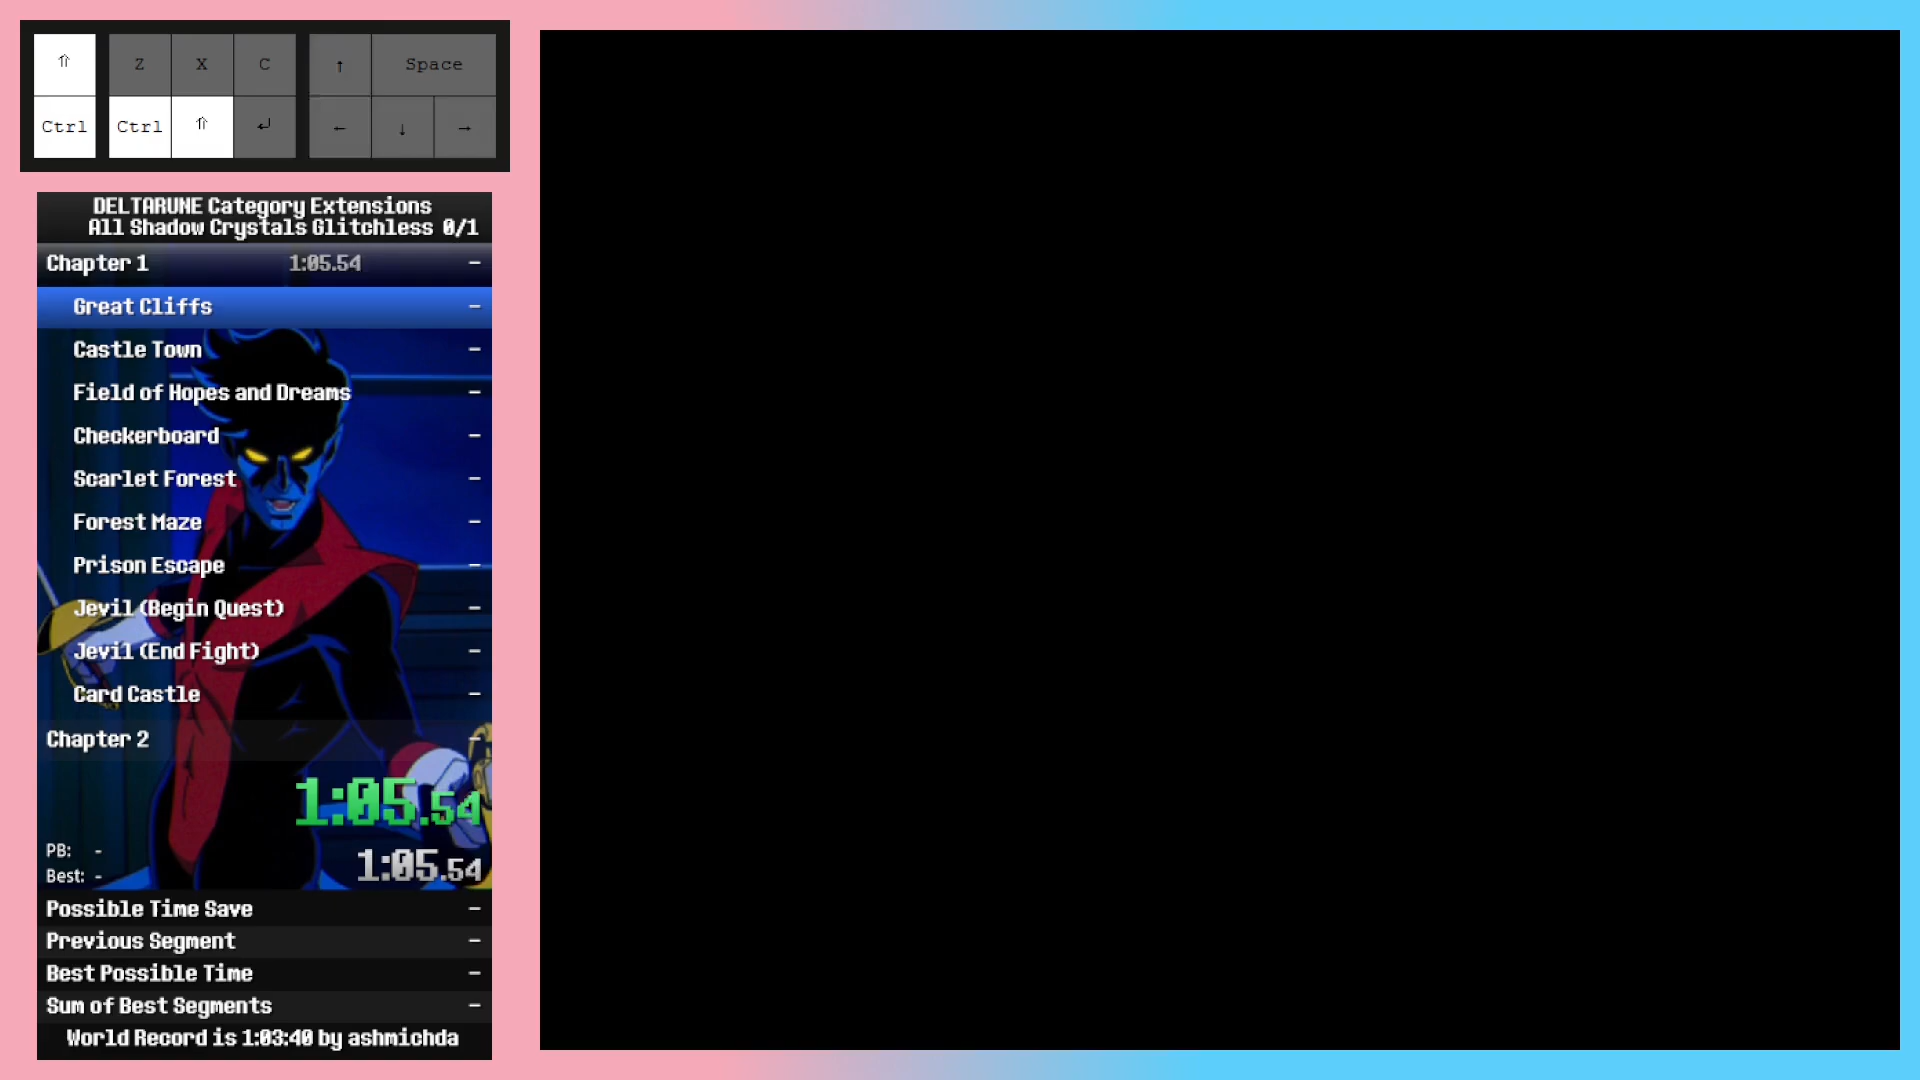 ⇧ Z X C ↑ Space
Ctrl Ctrl ⇧ ↵ ← ↓ →
DELTARUNE Category Extensions
All Shadow Crystals Glitchless 0/1
Chapter 1 1:05.54 –
Great Cliffs –
Castle Town –
Field of Hopes and Dreams –
Checkerboard –
Scarlet Forest –
Forest Maze –
Prison Escape –
Jevil (Begin Quest) –
Jevil (End Fight) –
Card Castle –
Chapter 2 –
1:05.54
PB: -
1:05.54
Best: -
Possible Time Save –
Previous Segment –
Best Possible Time –
Sum of Best Segments –
World Record is 1:03:40 by ashmichda